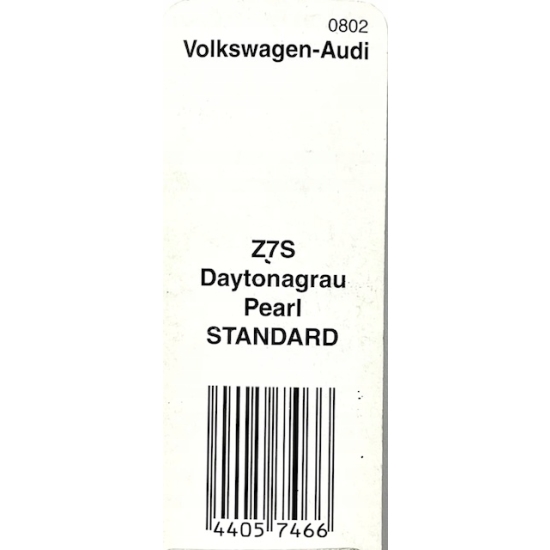 0802
Volkswagen-Audi
Z7S
Daytonagrau
Pearl
STANDARD
4405 7466